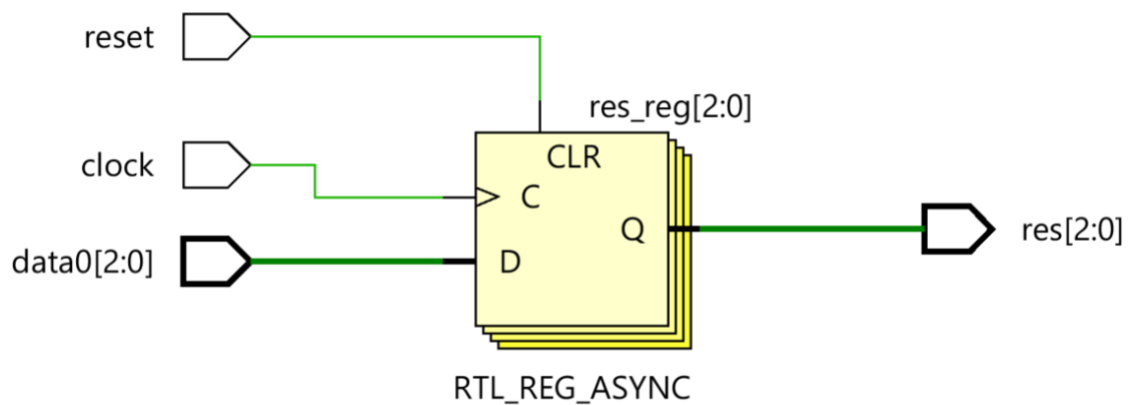 reset
res_reg[2:0]
CLR
clock
C
Q
res[2:0]
data0[2:0]
D
RTL_REG_ASYNC